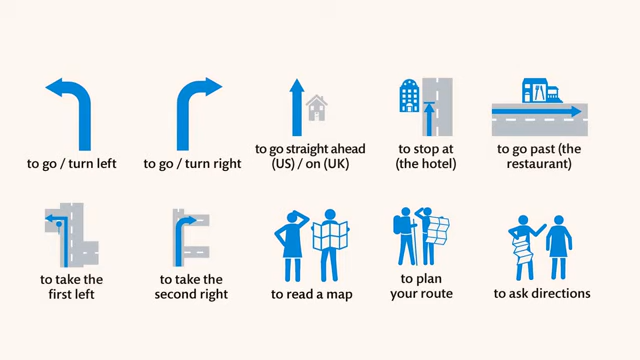 to go / turn left
to go / turn right
to go straight ahead
(US) / on (UK)
to stop at
(the hotel)
to go past (the
restaurant)
to take the
first left
to take the
second right
to read a map
to plan
your route
to ask directions